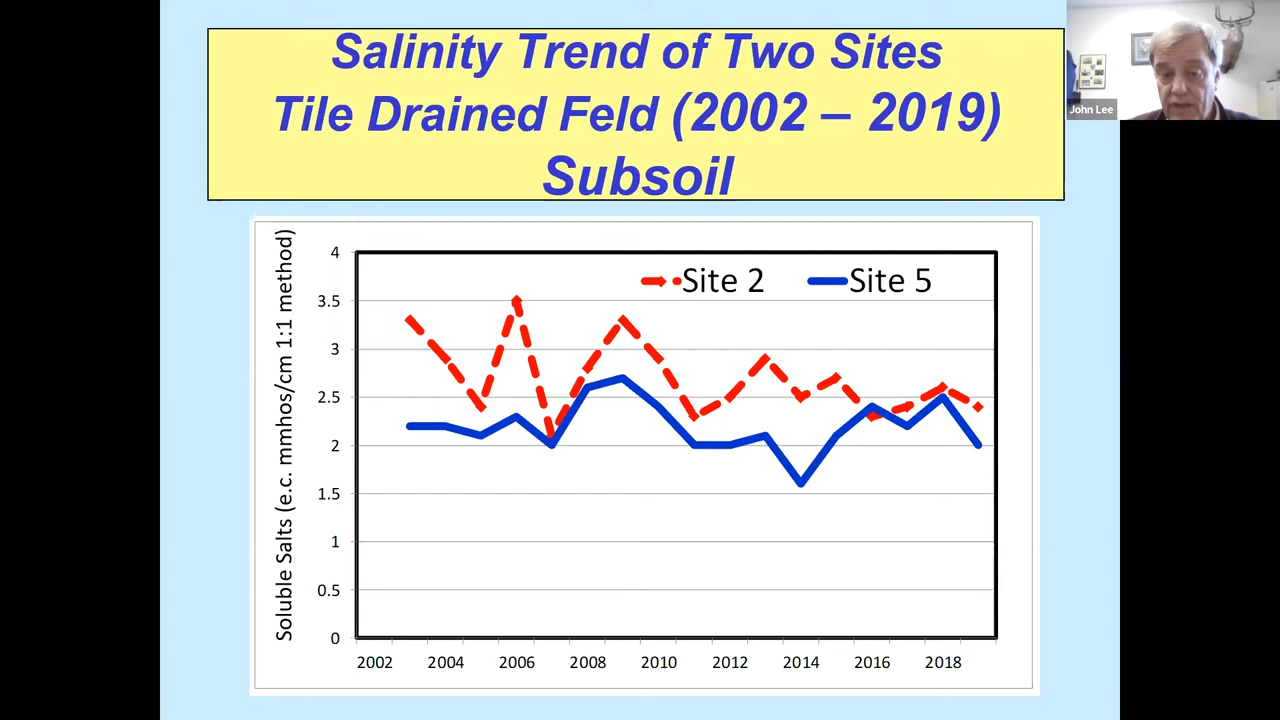 Salinity Trend of Two Sites
Tile Drained Feld (2002 – 2019)
Subsoil
John Lee
Soluble Salts (e.c. mmhos/cm 1:1 method)
Site 2
Site 5
4
3.5
3
2.5
2
1.5
1
0.5
0
2002 2004 2006 2008 2010 2012 2014 2016 2018